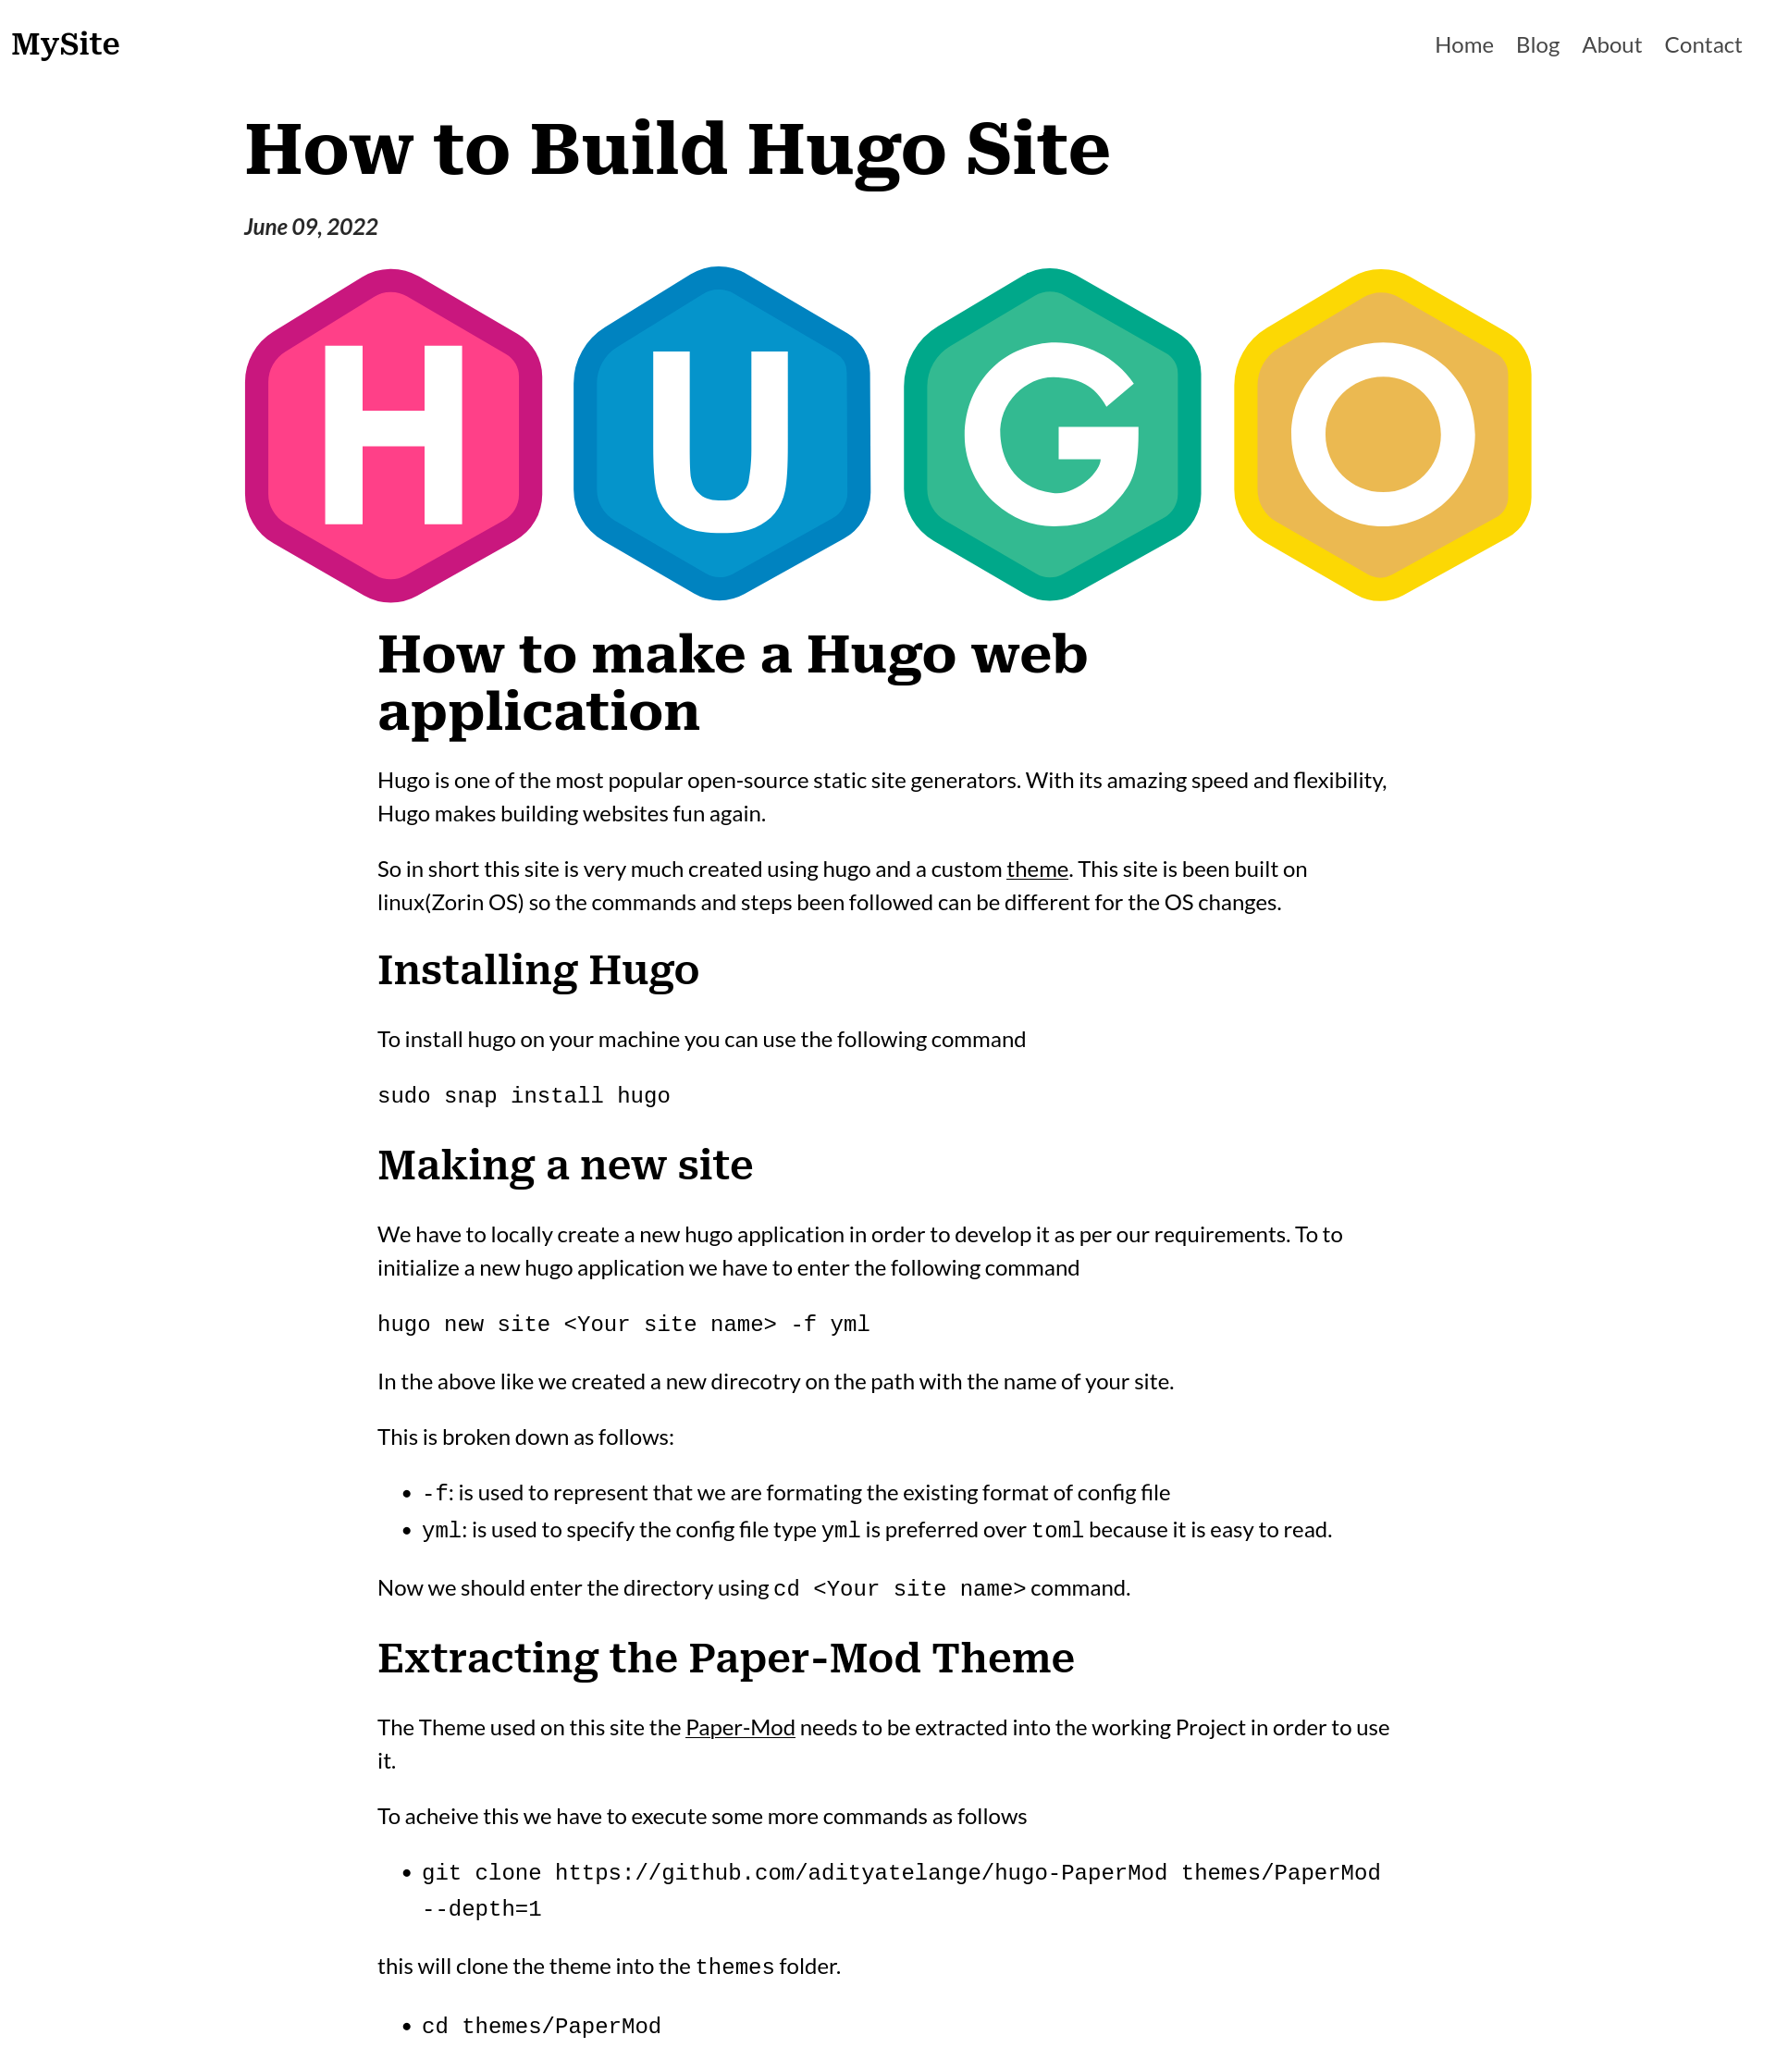 MySite
Home Blog About Contact
How to Build Hugo Site
June 09, 2022
HUGO
How to make a Hugo web
application
Hugo is one of the most popular open-source static site generators. With its amazing speed and flexibility,
Hugo makes building websites fun again.
So in short this site is very much created using hugo and a custom theme. This site is been built on
linux(Zorin OS) so the commands and steps been followed can be different for the OS changes.
Installing Hugo
To install hugo on your machine you can use the following command
sudo snap install hugo
Making a new site
We have to locally create a new hugo application in order to develop it as per our requirements. To to
initialize a new hugo application we have to enter the following command
hugo new site <Your site name> -f yml
In the above like we created a new direcotry on the path with the name of your site.
This is broken down as follows:
• -f: is used to represent that we are formating the existing format of config file
• yml: is used to specify the config file type yml is preferred over toml because it is easy to read.
Now we should enter the directory using cd <Your site name> command.
Extracting the Paper-Mod Theme
The Theme used on this site the Paper-Mod needs to be extracted into the working Project in order to use
it.
To acheive this we have to execute some more commands as follows
• git clone https://github.com/adityatelange/hugo-PaperMod themes/PaperMod
--depth=1
this will clone the theme into the themes folder.
• cd themes/PaperMod